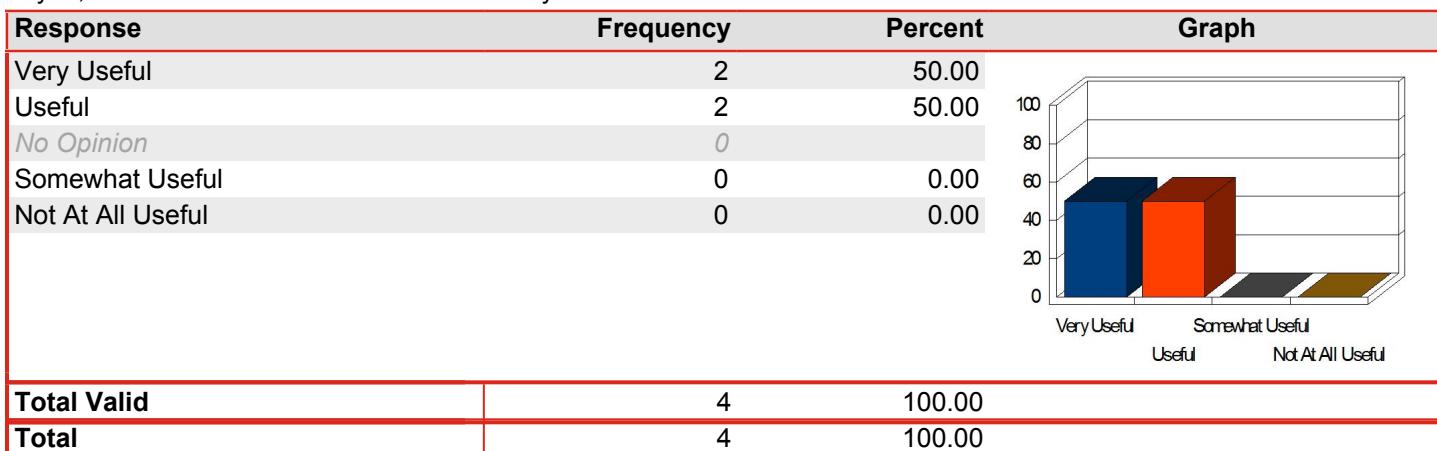 Response Frequency Percent Graph
Very Useful 2 50.00
Useful 2 50.00
No Opinion 0
Somewhat Useful 0 0.00
Not At All Useful 0 0.00
100
80
60
40
20
0
Very Useful Somewhat Useful
Useful Not At All Useful
Total Valid 4 100.00
Total 4 100.00